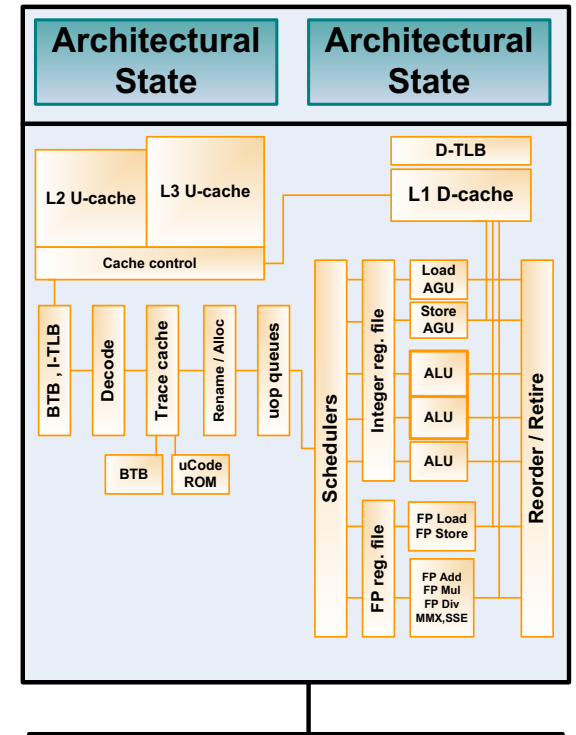 Architectural
State
Architectural
State
D-TLB
L2 U-cache
L3 U-cache
L1 D-cache
Cache control
BTB , I-TLB
Decode
Trace cache
Rename / Alloc
uop queues
BTB
uCode
ROM
Schedulers
Integer reg. file
FP reg. file
Load
AGU
Store
AGU
ALU
ALU
ALU
FP Load
FP Store
FP Add
FP Mul
FP Div
MMX,SSE
Reorder / Retire